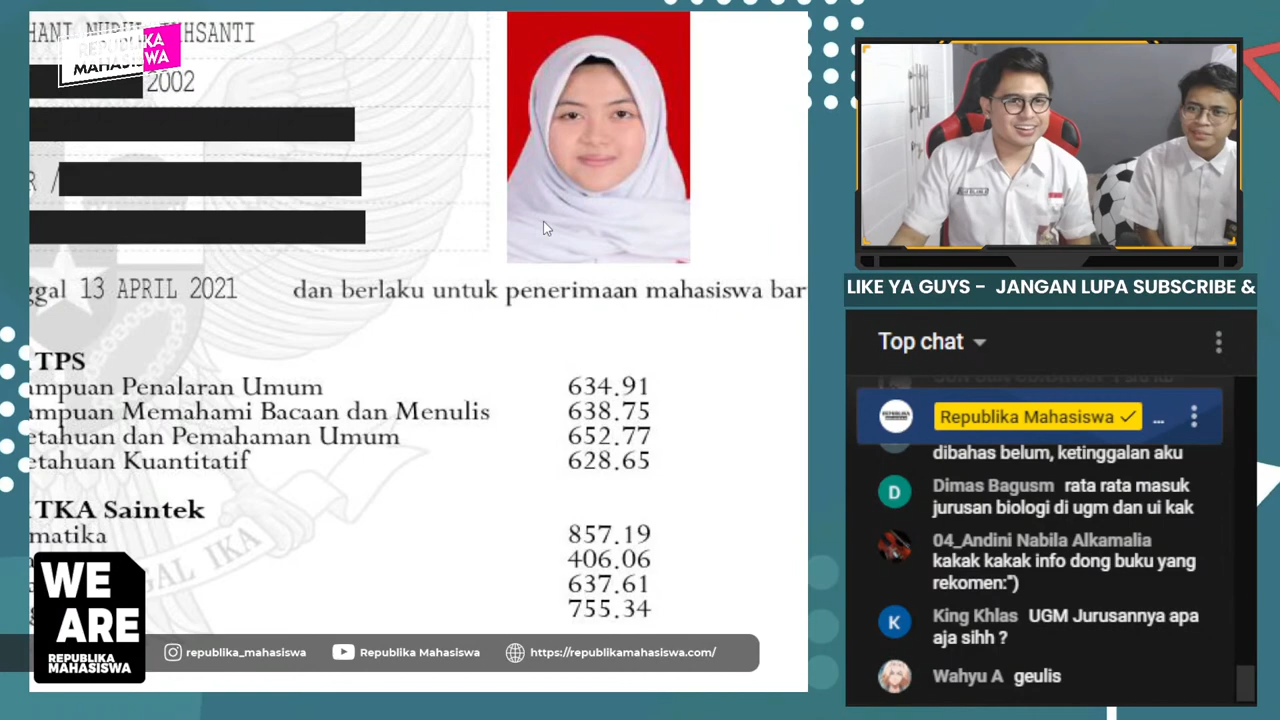 REPUBLIKA
MAHASISWA
2002
R /
ggal 13 APRIL 2021 dan berlaku untuk penerimaan mahasiswa bar
TPS
ampuan Penalaran Umum 634.91
ampuan Memahami Bacaan dan Menulis 638.75
etahuan dan Pemahaman Umum 652.77
etahuan Kuantitatif 628.65
TKA Saintek
matika 857.19
406.06
637.61
755.34
GAL IKA
WE
ARE
REPUBLIKA
MAHASISWA
republika_mahasiswa
Republika Mahasiswa
https://republikamahasiswa.com/
LIKE YA GUYS - JANGAN LUPA SUBSCRIBE &
Top chat
Republika Mahasiswa ...
dibahas belum, ketinggalan aku
D
Dimas Bagusm rata rata masuk
jurusan biologi di ugm dan ui kak
04_Andini Nabila Alkamalia
kakak kakak info dong buku yang
rekomen:")
K
King Khlas UGM Jurusannya apa
aja sihh ?
Wahyu A geulis